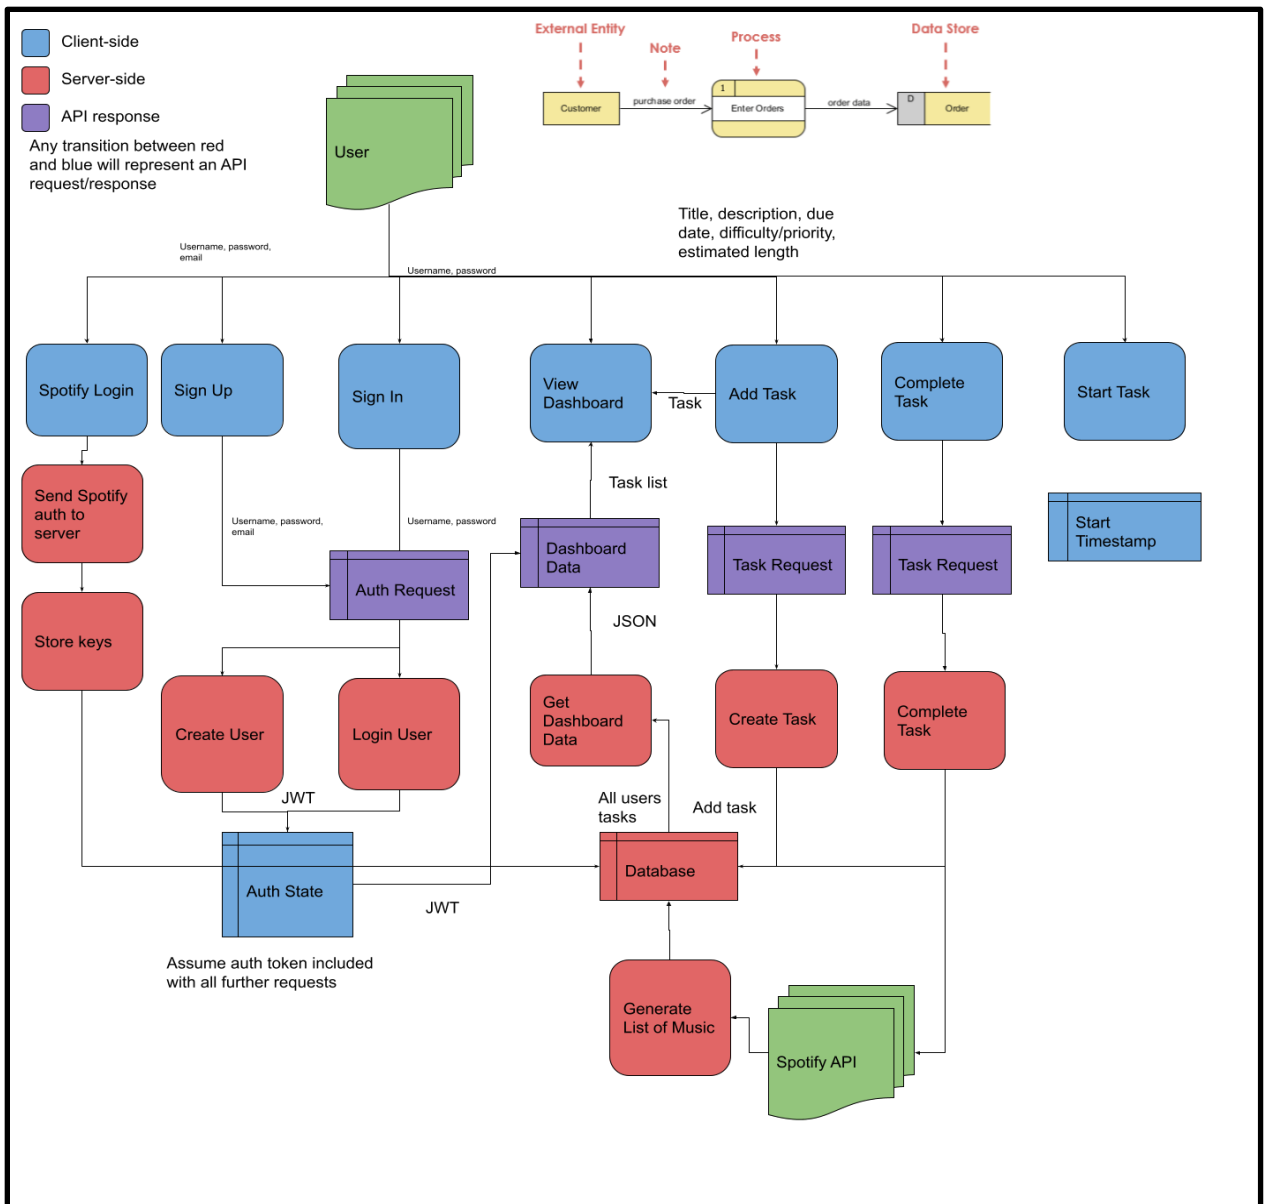 Client-side
Server-side
API response
Any transition between red
and blue will represent an API
request/response
External Entity
Note
Process
Data Store
Customer
purchase order
1
Enter Orders
order data
D
Order
User
Title, description, due
date, difficulty/priority,
estimated length
Username, password,
email
Username, password
Spotify Login
Sign Up
Sign In
View
Dashboard
Task
Add Task
Complete
Task
Start Task
Send Spotify
auth to
server
Username, password,
email
Username, password
Task list
Start
Timestamp
Auth Request
Dashboard
Data
Task Request
Task Request
Store keys
JSON
Create User
Login User
Get
Dashboard
Data
Create Task
Complete
Task
JWT
All users
tasks
Add task
Auth State
JWT
Database
Assume auth token included
with all further requests
Generate
List of Music
Spotify API